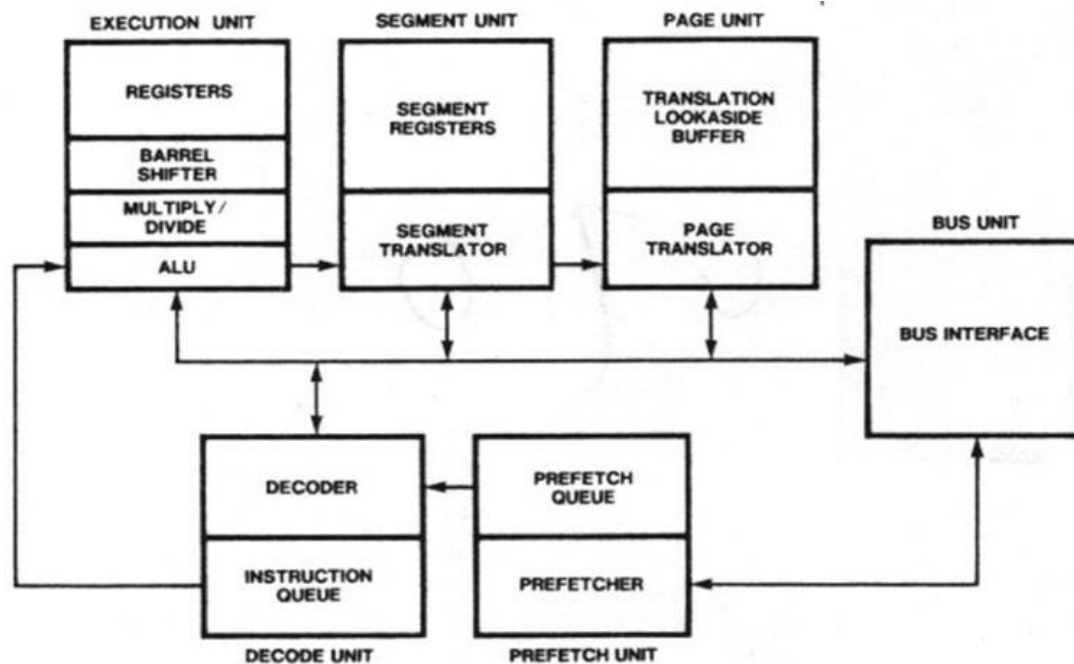 EXECUTION UNIT
SEGMENT UNIT
PAGE UNIT
REGISTERS
BARREL
SHIFTER
MULTIPLY/
DIVIDE
ALU
SEGMENT
REGISTERS
SEGMENT
TRANSLATOR
TRANSLATION
LOOKASIDE
BUFFER
PAGE
TRANSLATOR
BUS UNIT
BUS INTERFACE
DECODER
INSTRUCTION
QUEUE
DECODE UNIT
PREFETCH
QUEUE
PREFETCHER
PREFETCH UNIT